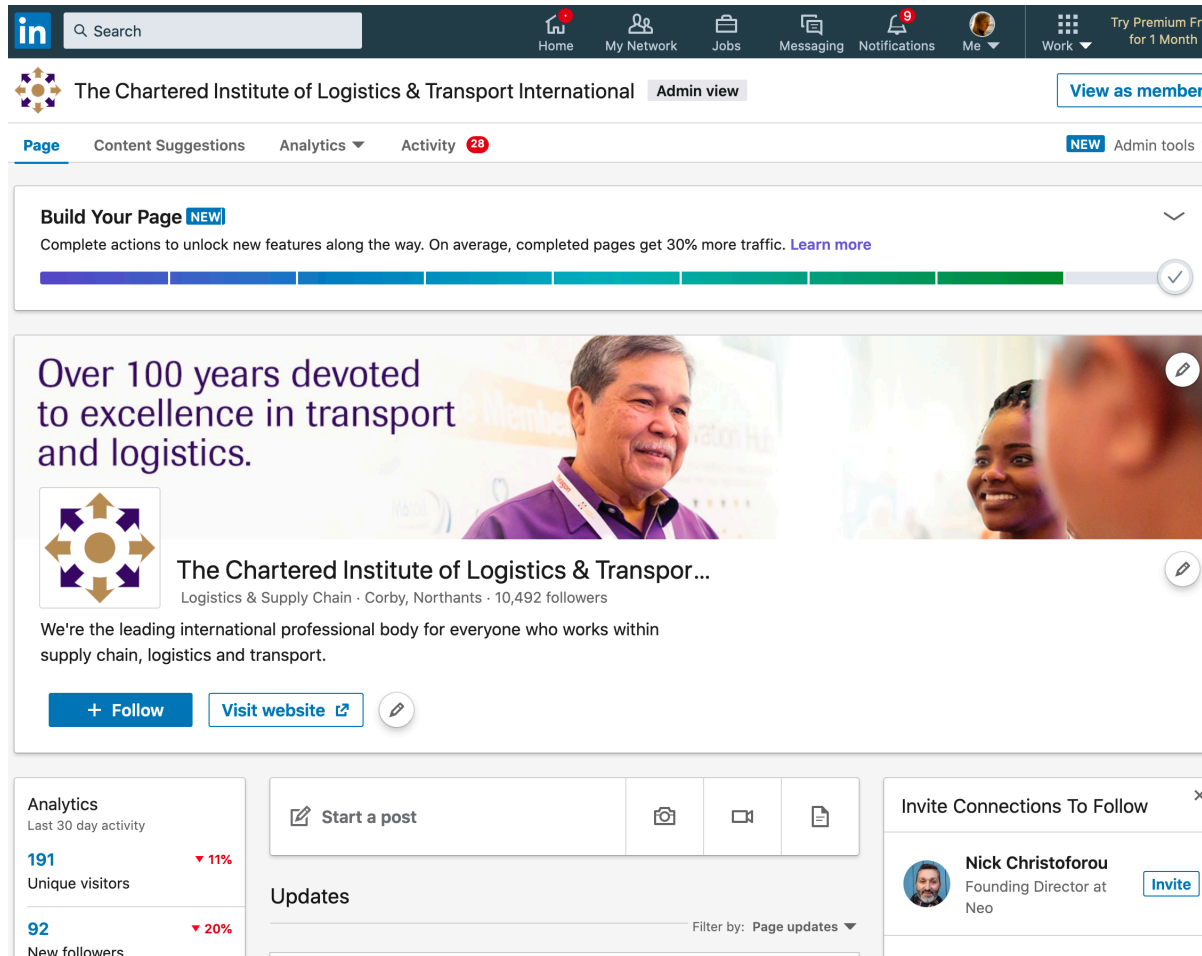 in
Search
Home
My Network
Jobs
Messaging
9
Notifications
Me
Work
Try Premium Fr
for 1 Month
The Chartered Institute of Logistics & Transport International
Admin view
View as member
Page
Content Suggestions
Analytics
Activity
28
NEW
Admin tools
Build Your Page NEW
Complete actions to unlock new features along the way. On average, completed pages get 30% more traffic. Learn more
Over 100 years devoted
to excellence in transport
and logistics.
The Chartered Institute of Logistics & Transpor...
Logistics & Supply Chain · Corby, Northants · 10,492 followers
We're the leading international professional body for everyone who works within
supply chain, logistics and transport.
+ Follow
Visit website
Analytics
Last 30 day activity
191
▼ 11%
Unique visitors
92
▼ 20%
New followers
Start a post
Updates
Filter by: Page updates
Invite Connections To Follow
Nick Christoforou
Founding Director at
Neo
Invite